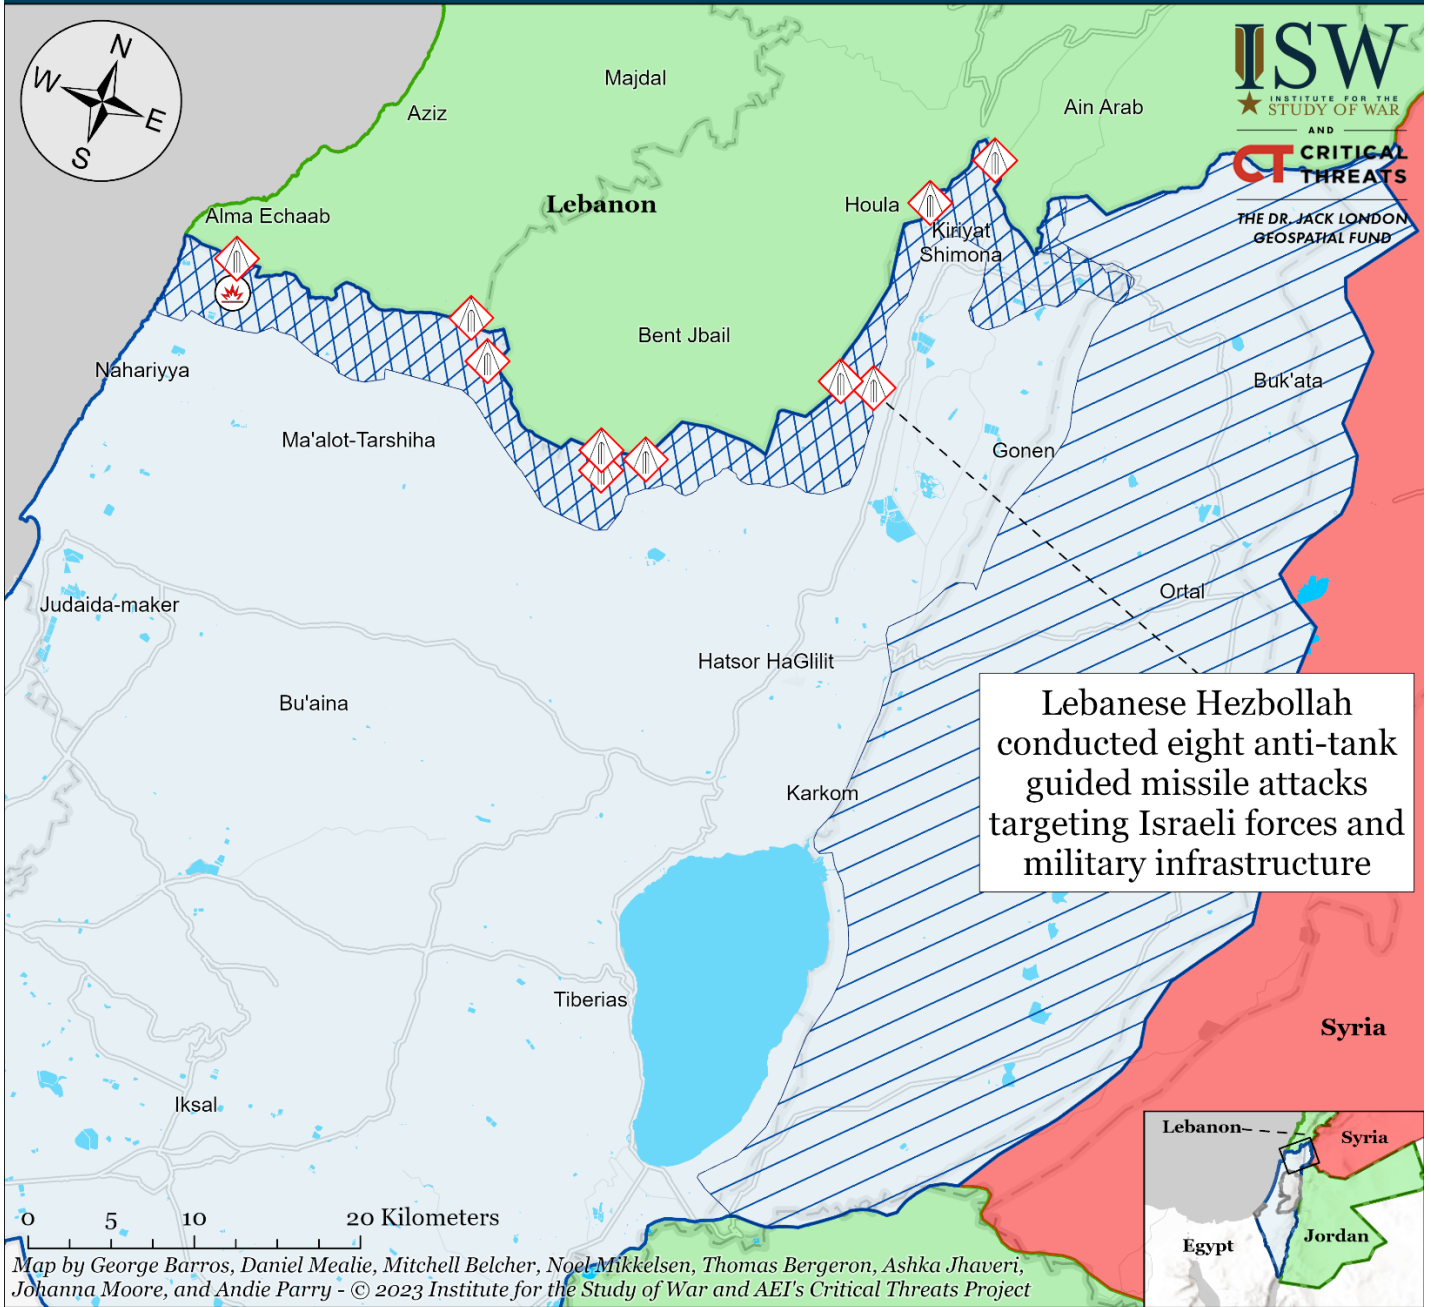 N
W
E
S
ISW
INSTITUTE FOR THE
STUDY OF WAR
AND
CT CRITICAL
THREATS
THE DR. JACK LONDON
GEOSPATIAL FUND
Majdal
Aziz
Ain Arab
Alma Echaab
Lebanon
Houla
Kiriyat
Shimona
Bent Jbail
Nahariyya
Buk'ata
Ma'alot-Tarshiha
Gonen
Judaida-maker
Ortal
Hatsor HaGlilit
Bu'aina
Lebanese Hezbollah
conducted eight anti-tank
guided missile attacks
targeting Israeli forces and
military infrastructure
Karkom
Tiberias
Syria
Iksal
Lebanon
Syria
Egypt
Jordan
0 5 10 20 Kilometers
Map by George Barros, Daniel Mealie, Mitchell Belcher, Noel Mikkelsen, Thomas Bergeron, Ashka Jhaveri,
Johanna Moore, and Andie Parry - © 2023 Institute for the Study of War and AEI's Critical Threats Project